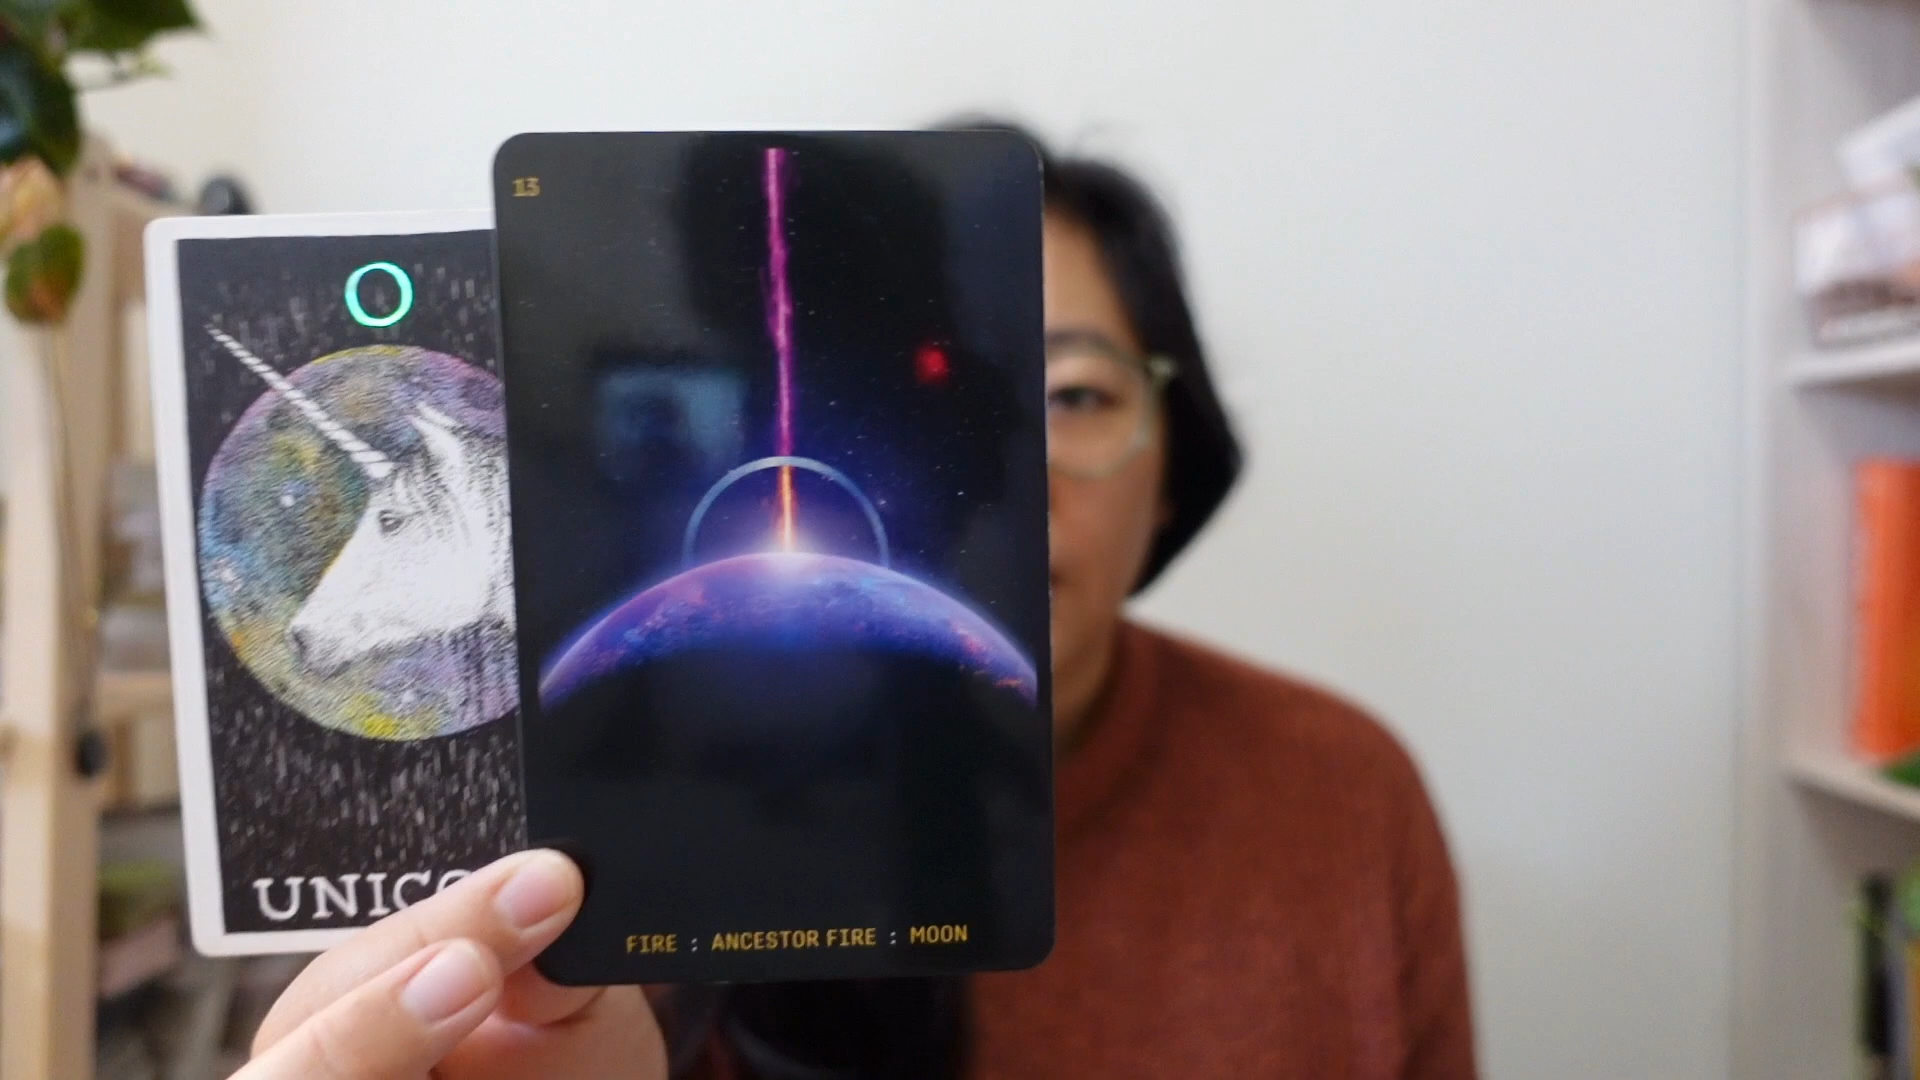 13
O
UNIC
FIRE : ANCESTOR FIRE : MOON